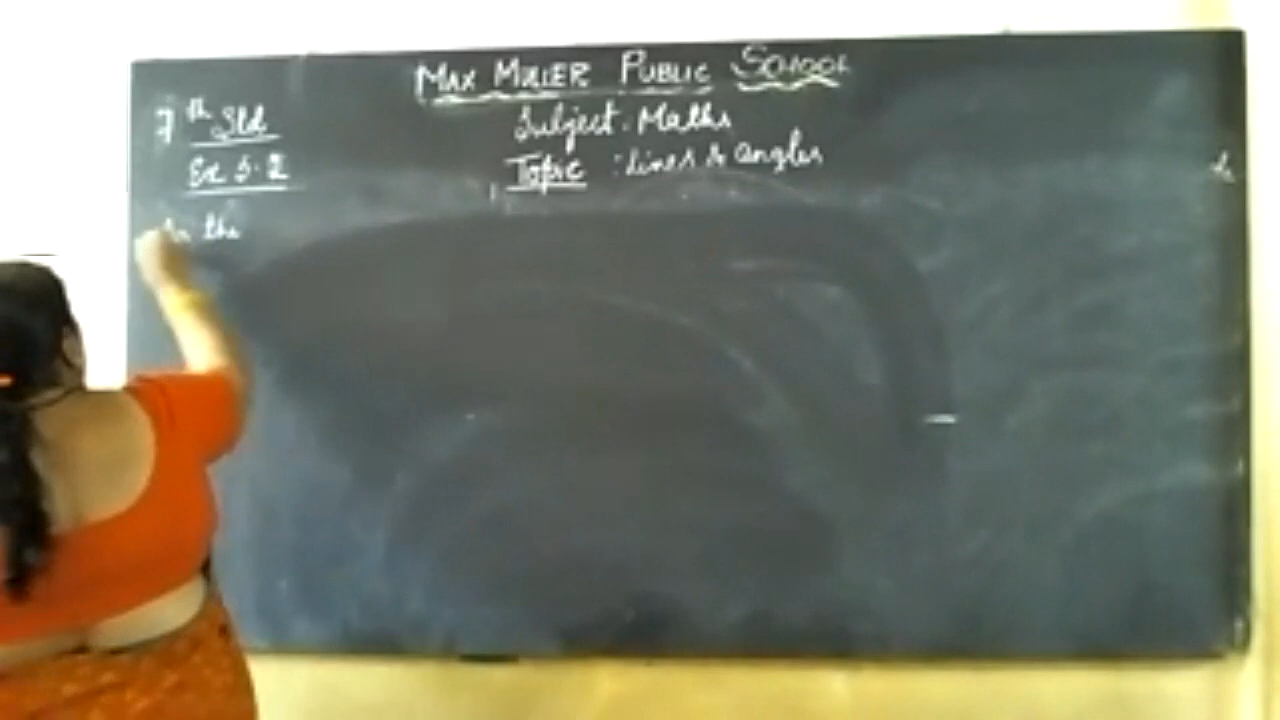 MAX MULLER PUBLIC SCHOOL
7th Std
Subject. Maths
Ex 5.2
Topic : Lines & angles
In the